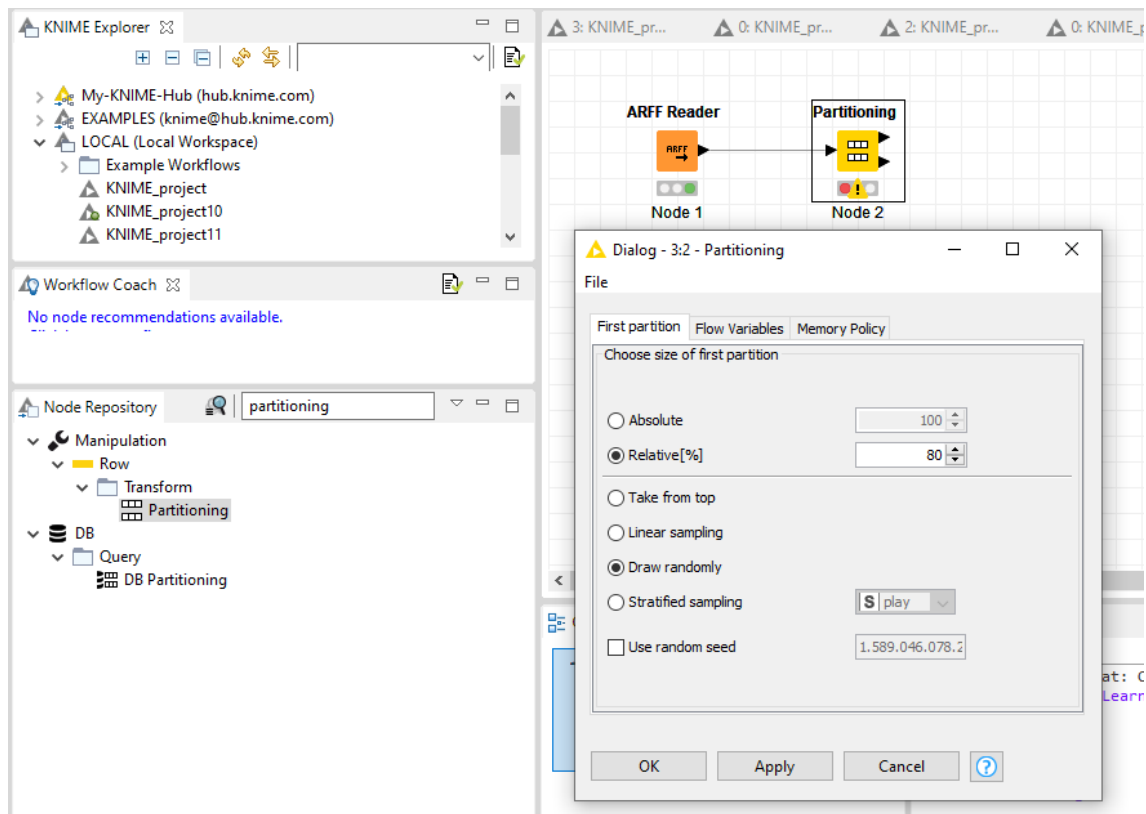 KNIME Explorer
My-KNIME-Hub (hub.knime.com)
EXAMPLES (knime@hub.knime.com)
LOCAL (Local Workspace)
Example Workflows
KNIME_project
KNIME_project10
KNIME_project11
Workflow Coach
No node recommendations available.
Node Repository
partitioning
Manipulation
Row
Transform
Partitioning
DB
Query
DB Partitioning
3: KNIME_pr...
0: KNIME_pr...
2: KNIME_pr...
0: KNIME_p
ARFF Reader
Partitioning
ARFF
Node 1
Node 2
Dialog - 3:2 - Partitioning
File
First partition
Flow Variables
Memory Policy
Choose size of first partition
Absolute
100
Relative[%]
80
Take from top
Linear sampling
Draw randomly
Stratified sampling
S play
Use random seed
1.589.046.078.2
OK
Apply
Cancel
?
at: C
Learn